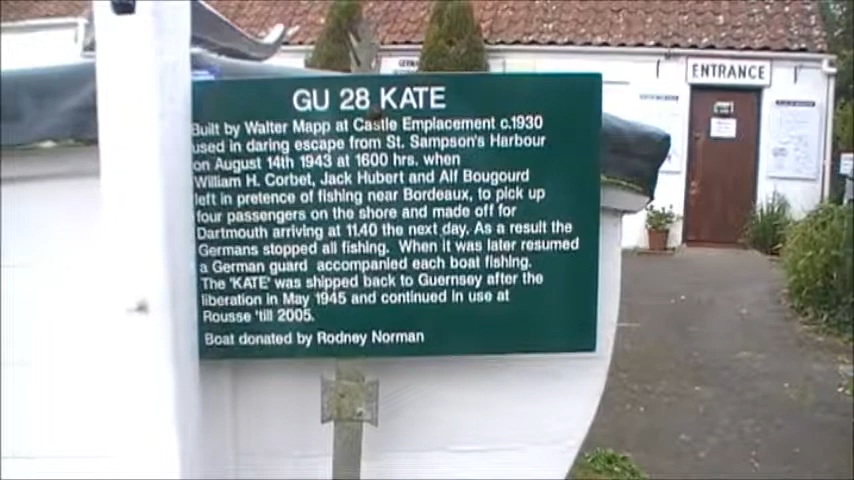 GU 28 KATE
Built by Walter Mapp at Castle Emplacement c.1930
used in daring escape from St. Sampson's Harbour
on August 14th 1943 at 1600 hrs. when
William H. Corbet, Jack Hubert and Alf Bougourd
left in pretence of fishing near Bordeaux, to pick up
four passengers on the shore and made off for
Dartmouth arriving at 11.40 the next day. As a result the
Germans stopped all fishing. When it was later resumed
a German guard accompanied each boat fishing.
The 'KATE' was shipped back to Guernsey after the
liberation in May 1945 and continued in use at
Rousse 'till 2005.
Boat donated by Rodney Norman
ENTRANCE